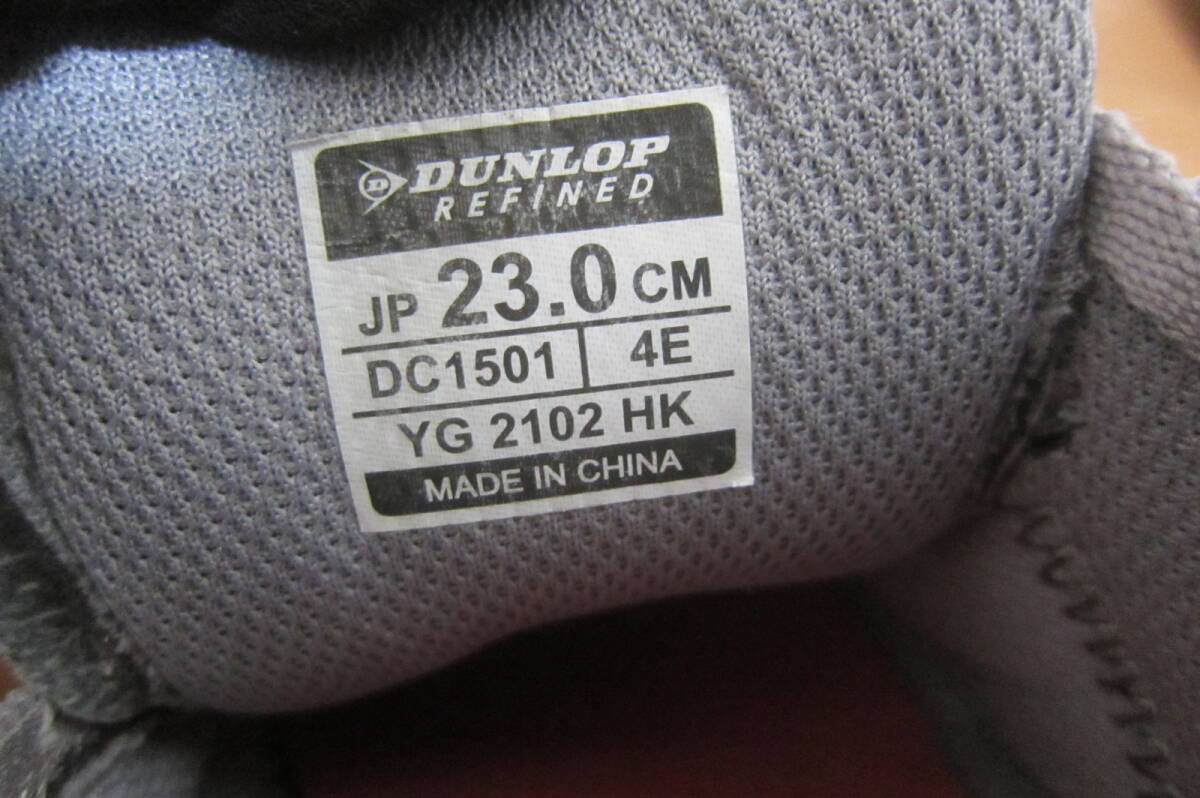 D DUNLOP
REFINED
JP 23.0 CM
DC1501 4E
YG 2102 HK
MADE IN CHINA